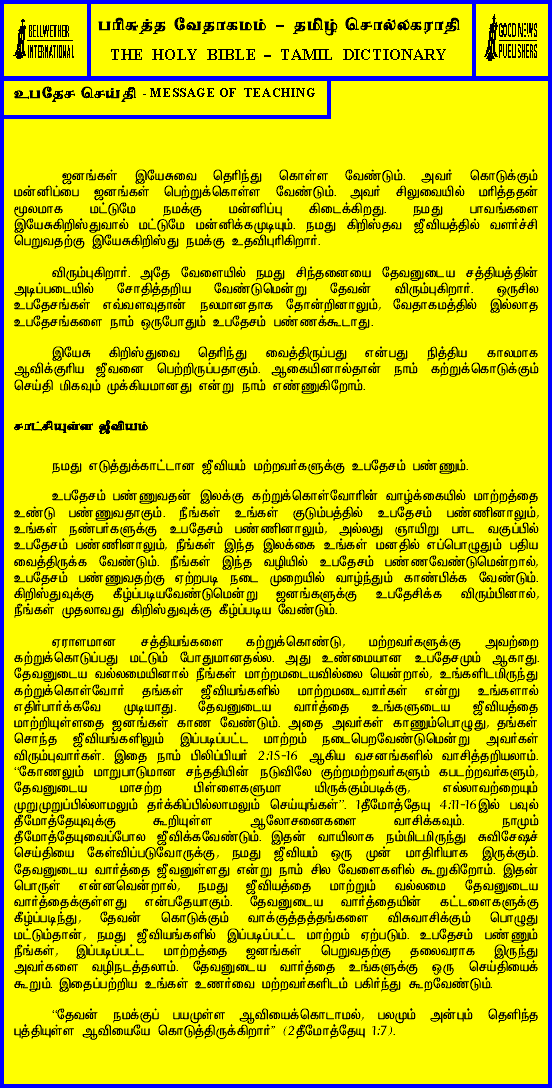 BELLWETHER
INTERNATIONAL
பரிசுத்த வேதாகமம் – தமிழ் சொல்லகராதி
THE HOLY BIBLE – TAMIL DICTIONARY
GOOD NEWS
PUBLISHERS
உபதேச செய்தி - MESSAGE OF TEACHING
ஜனங்கள் இயேசுவை தெரிந்து கொள்ள வேண்டும். அவர் கொடுக்கும்
மன்னிப்பை ஜனங்கள் பெற்றுக்கொள்ள வேண்டும். அவர் சிலுவையில் மரித்ததன்
மூலமாக மட்டுமே நமக்கு மன்னிப்பு கிடைக்கிறது. நமது பாவங்களை
இயேசுகிறிஸ்துவால் மட்டுமே மன்னிக்கமுடியும். நமது கிறிஸ்தவ ஜீவியத்தில் வளர்ச்சி
பெறுவதற்கு இயேசுகிறிஸ்து நமக்கு உதவிபுரிகிறார்.
விரும்புகிறார். அதே வேளையில் நமது சிந்தனையை தேவனுடைய சத்தியத்தின்
அடிப்படையில் சோதித்தறிய வேண்டுமென்று தேவன் விரும்புகிறார். ஒருசில
உபதேசங்கள் எவ்வளவுதான் நலமானதாக தோன்றினாலும், வேதாகமத்தில் இல்லாத
உபதேசங்களை நாம் ஒருபோதும் உபதேசம் பண்ணக்கூடாது.
இயேசு கிறிஸ்துவை தெரிந்து வைத்திருப்பது என்பது நித்திய காலமாக
ஆவிக்குரிய ஜீவனை பெற்றிருப்பதாகும். ஆகையினால்தான் நாம் கற்றுக்கொடுக்கும்
செய்தி மிகவும் முக்கியமானது என்று நாம் எண்ணுகிறோம்.
சாட்சியுள்ள ஜீவியம்
நமது எடுத்துக்காட்டான ஜீவியம் மற்றவர்களுக்கு உபதேசம் பண்ணும்.
உபதேசம் பண்ணுவதன் இலக்கு கற்றுக்கொள்வோரின் வாழ்க்கையில் மாற்றத்தை
உண்டு பண்ணுவதாகும். நீங்கள் உங்கள் குடும்பத்தில் உபதேசம் பண்ணினாலும்,
உங்கள் நண்பர்களுக்கு உபதேசம் பண்ணினாலும், அல்லது ஞாயிறு பாட வகுப்பில்
உபதேசம் பண்ணினாலும், நீங்கள் இந்த இலக்கை உங்கள் மனதில் எப்பொழுதும் பதிய
வைத்திருக்க வேண்டும். நீங்கள் இந்த வழியில் உபதேசம் பண்ணவேண்டுமென்றால்,
உபதேசம் பண்ணுவதற்கு ஏற்றபடி நடை முறையில் வாழ்ந்தும் காண்பிக்க வேண்டும்.
கிறிஸ்துவுக்கு கீழ்ப்படியவேண்டுமென்று ஜனங்களுக்கு உபதேசிக்க விரும்பினால்,
நீங்கள் முதலாவது கிறிஸ்துவுக்கு கீழ்ப்படிய வேண்டும்.
ஏராளமான சத்தியங்களை கற்றுக்கொண்டு, மற்றவர்களுக்கு அவற்றை
கற்றுக்கொடுப்பது மட்டும் போதுமானதல்ல. அது உண்மையான உபதேசமும் ஆகாது.
தேவனுடைய வல்லமையினால் நீங்கள் மாற்றமடையவில்லை யென்றால், உங்களிடமிருந்து
கற்றுக்கொள்வோர் தங்கள் ஜீவியங்களில் மாற்றமடைவார்கள் என்று உங்களால்
எதிர்பார்க்கவே முடியாது. தேவனுடைய வார்த்தை உங்களுடைய ஜீவியத்தை
மாற்றியுள்ளதை ஜனங்கள் காண வேண்டும். அதை அவர்கள் காணும்பொழுது, தங்கள்
சொந்த ஜீவியங்களிலும் இப்படிப்பட்ட மாற்றம் நடைபெறவேண்டுமென்று அவர்கள்
விரும்புவார்கள். இதை நாம் பிலிப்பியர் 2:15-16 ஆகிய வசனங்களில் வாசித்தறியலாம்.
“கோணலும் மாறுபாடுமான சந்ததியின் நடுவிலே குற்றமற்றவர்களும் கபடற்றவர்களும்,
தேவனுடைய மாசற்ற பிள்ளைகளுமா யிருக்கும்படிக்கு, எல்லாவற்றையும்
முறுமுறுப்பில்லாமலும் தர்க்கிப்பில்லாமலும் செய்யுங்கள்”. 1தீமோத்தேயு 4:11-16இல் பவுல்
தீமோத்தேயுவுக்கு கூறியுள்ள ஆலோசனைகளை வாசிக்கவும். நாமும்
தீமோத்தேயுவைப்போல ஜீவிக்கவேண்டும். இதன் வாயிலாக நம்மிடமிருந்து சுவிசேஷச்
செய்தியை கேள்விப்படுவோருக்கு, நமது ஜீவியம் ஒரு முன் மாதிரியாக இருக்கும்.
தேவனுடைய வார்த்தை ஜீவனுள்ளது என்று நாம் சில வேளைகளில் கூறுகிறோம். இதன்
பொருள் என்னவென்றால், நமது ஜீவியத்தை மாற்றும் வல்லமை தேவனுடைய
வார்த்தைக்குள்ளது என்பதேயாகும். தேவனுடைய வார்த்தையின் கட்டளைகளுக்கு
கீழ்ப்படிந்து, தேவன் கொடுக்கும் வாக்குத்தத்தங்களை விசுவாசிக்கும் பொழுது
மட்டும்தான், நமது ஜீவியங்களில் இப்படிப்பட்ட மாற்றம் ஏற்படும். உபதேசம் பண்ணும்
நீங்கள், இப்படிப்பட்ட மாற்றத்தை ஜனங்கள் பெறுவதற்கு தலைவராக இருந்து
அவர்களை வழிநடத்தலாம். தேவனுடைய வார்த்தை உங்களுக்கு ஒரு செய்தியைக்
கூறும். இதைப்பற்றிய உங்கள் உணர்வை மற்றவர்களிடம் பகிர்ந்து கூறவேண்டும்.
“தேவன் நமக்குப் பயமுள்ள ஆவியைக்கொடாமல், பலமும் அன்பும் தெளிந்த
புத்தியுள்ள ஆவியையே கொடுத்திருக்கிறார்” (2தீமோத்தேயு 1:7).